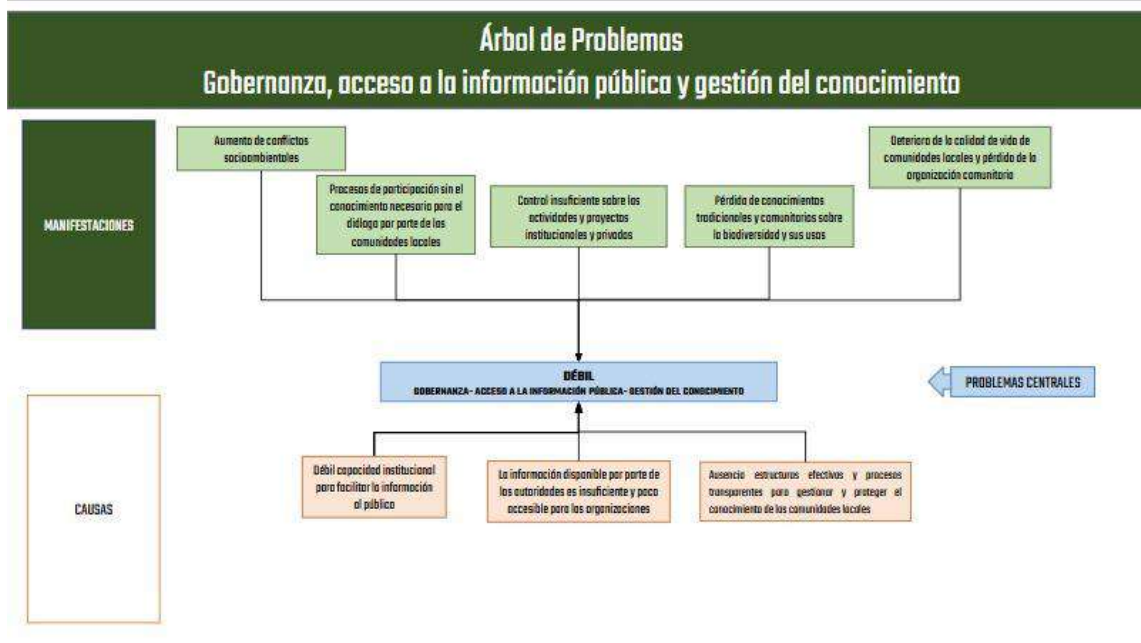 Árbol de Problemas
Gobernanza, acceso a la información pública y gestión del conocimiento
MANIFESTACIONES
Aumento de conflictos
socioambientales
Procesos de participación sin el
conocimiento necesario para el
diálogo por parte de las
comunidades locales
Control insuficiente sobre las
actividades y proyectos
institucionales y privados
Pérdida de conocimientos
tradicionales y comunitarios sobre
la biodiversidad y sus usos
Deterioro de la calidad de vida de
comunidades locales y pérdida de la
organización comunitaria
DÉBIL
GOBERNANZA- ACCESO A LA INFORMACIÓN PÚBLICA- GESTIÓN DEL CONOCIMIENTO
PROBLEMAS CENTRALES
CAUSAS
Débil capacidad institucional
para facilitar la información
al público
La información disponible por parte de
las autoridades es insuficiente y poco
accesible para las organizaciones
Ausencia estructuras efectivas y procesos
transparentes para gestionar y proteger el
conocimiento de las comunidades locales